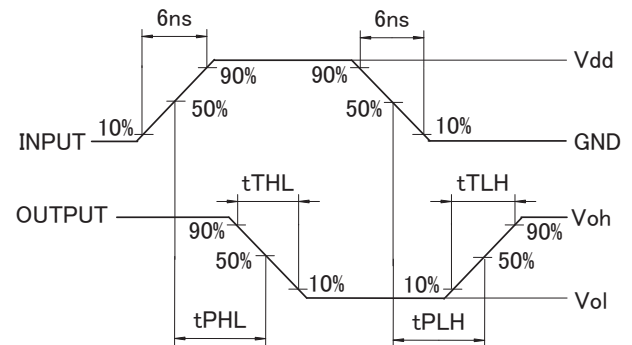 6ns 6ns
Vdd
90% 90%
50% 50%
10% 10%
INPUT GND
tTHL tTLH
OUTPUT Voh
90% 90%
50% 50%
10% 10%
Vol
tPHL tPLH